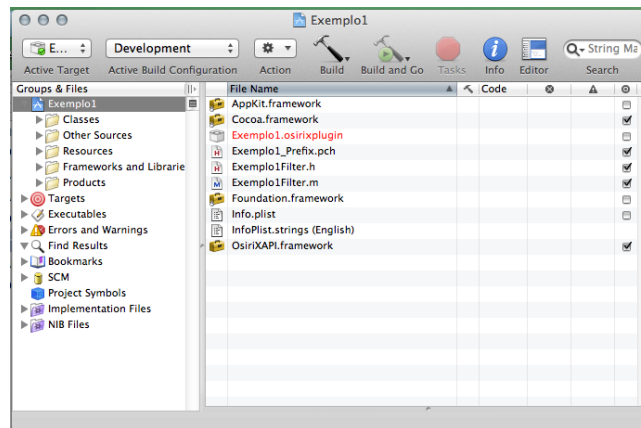 Exemplo1
E...
Development
String Ma
Active Target
Active Build Configuration
Action
Build
Build and Go
Tasks
Info
Editor
Search
Groups & Files
File Name
Code
Exemplo1
Classes
Other Sources
Resources
Frameworks and Librarie
Products
Targets
Executables
Errors and Warnings
Find Results
Bookmarks
SCM
Project Symbols
Implementation Files
NIB Files
AppKit.framework
Cocoa.framework
Exemplo1.osirixplugin
Exemplo1_Prefix.pch
Exemplo1Filter.h
Exemplo1Filter.m
Foundation.framework
Info.plist
InfoPlist.strings (English)
OsiriXAPI.framework